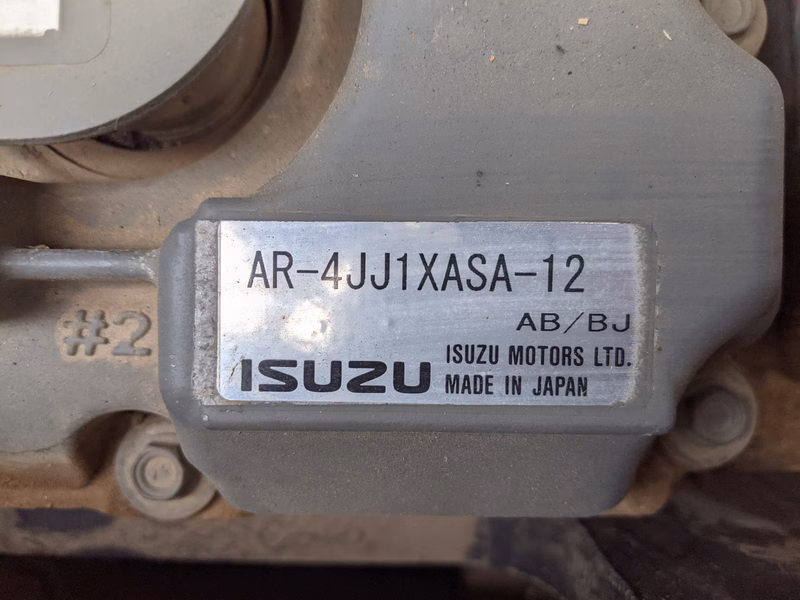 AR-4JJ1XASA-12
AB/BJ
ISUZU
ISUZU MOTORS LTD.
MADE IN JAPAN
#2